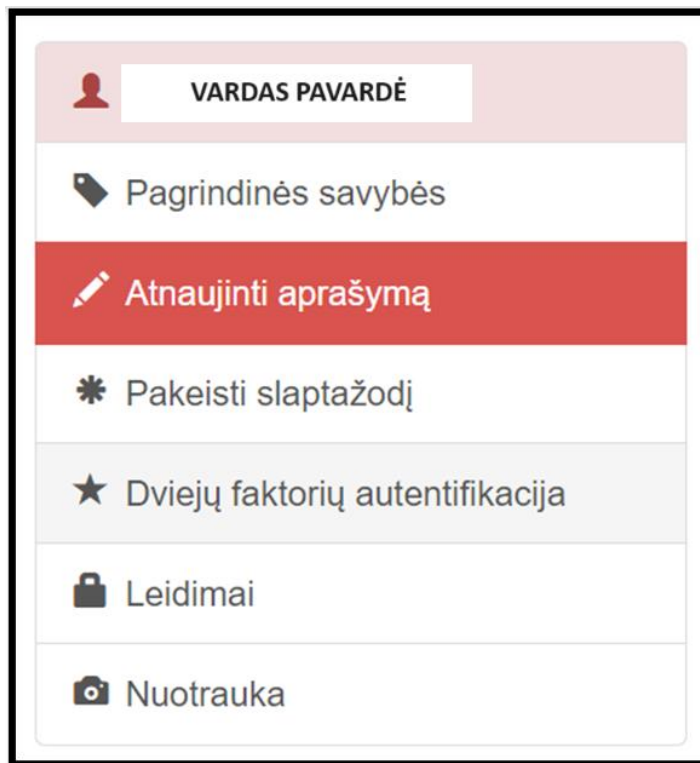 VARDAS PAVARDĖ
Pagrindinės savybės
Atnaujinti aprašymą
Pakeisti slaptažodį
Dviejų faktorių autentifikacija
Leidimai
Nuotrauka